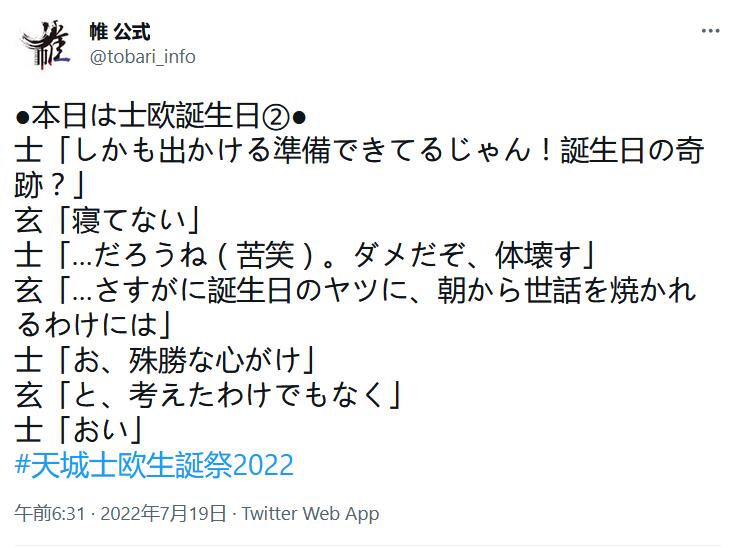 帷 公式
@tobari_info
●本日は士欧誕生日②●
士「しかも出かける準備できてるじゃん！誕生日の奇
跡？」
玄「寝てない」
士「…だろうね（苦笑）。ダメだぞ、体壊す」
玄「…さすがに誕生日のヤツに、朝から世話を焼かれ
るわけには」
士「お、殊勝な心がけ」
玄「と、考えたわけでもなく」
士「おい」
#天城士欧生誕祭2022
午前6:31 · 2022年7月19日 · Twitter Web App